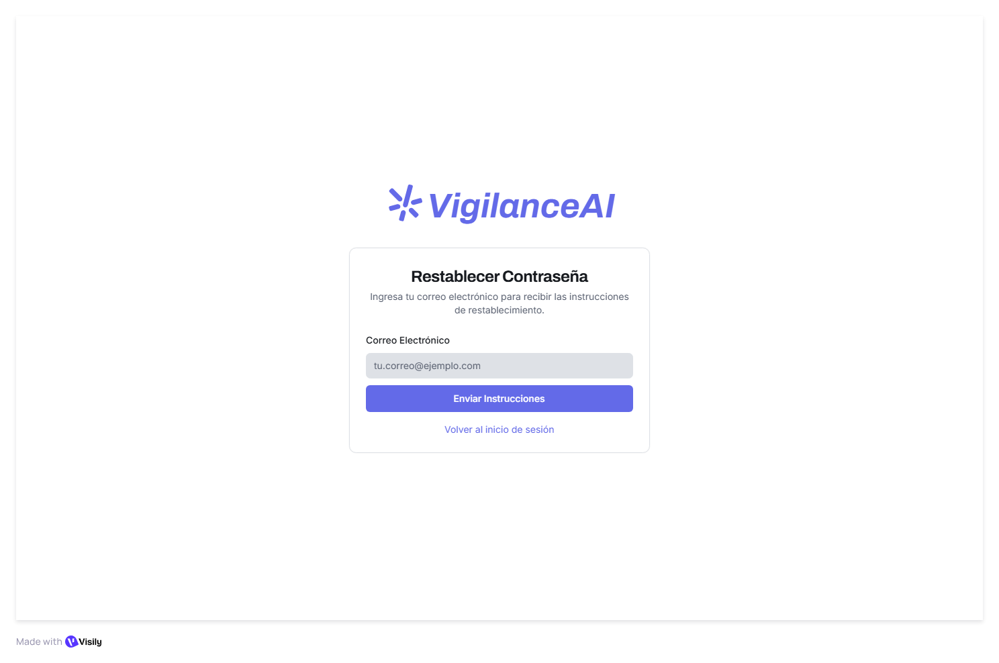 VigilanceAI
Restablecer Contraseña
Ingresa tu correo electrónico para recibir las instrucciones
de restablecimiento.
Correo Electrónico
tu.correo@ejemplo.com
Enviar Instrucciones
Volver al inicio de sesión
Made with Visily